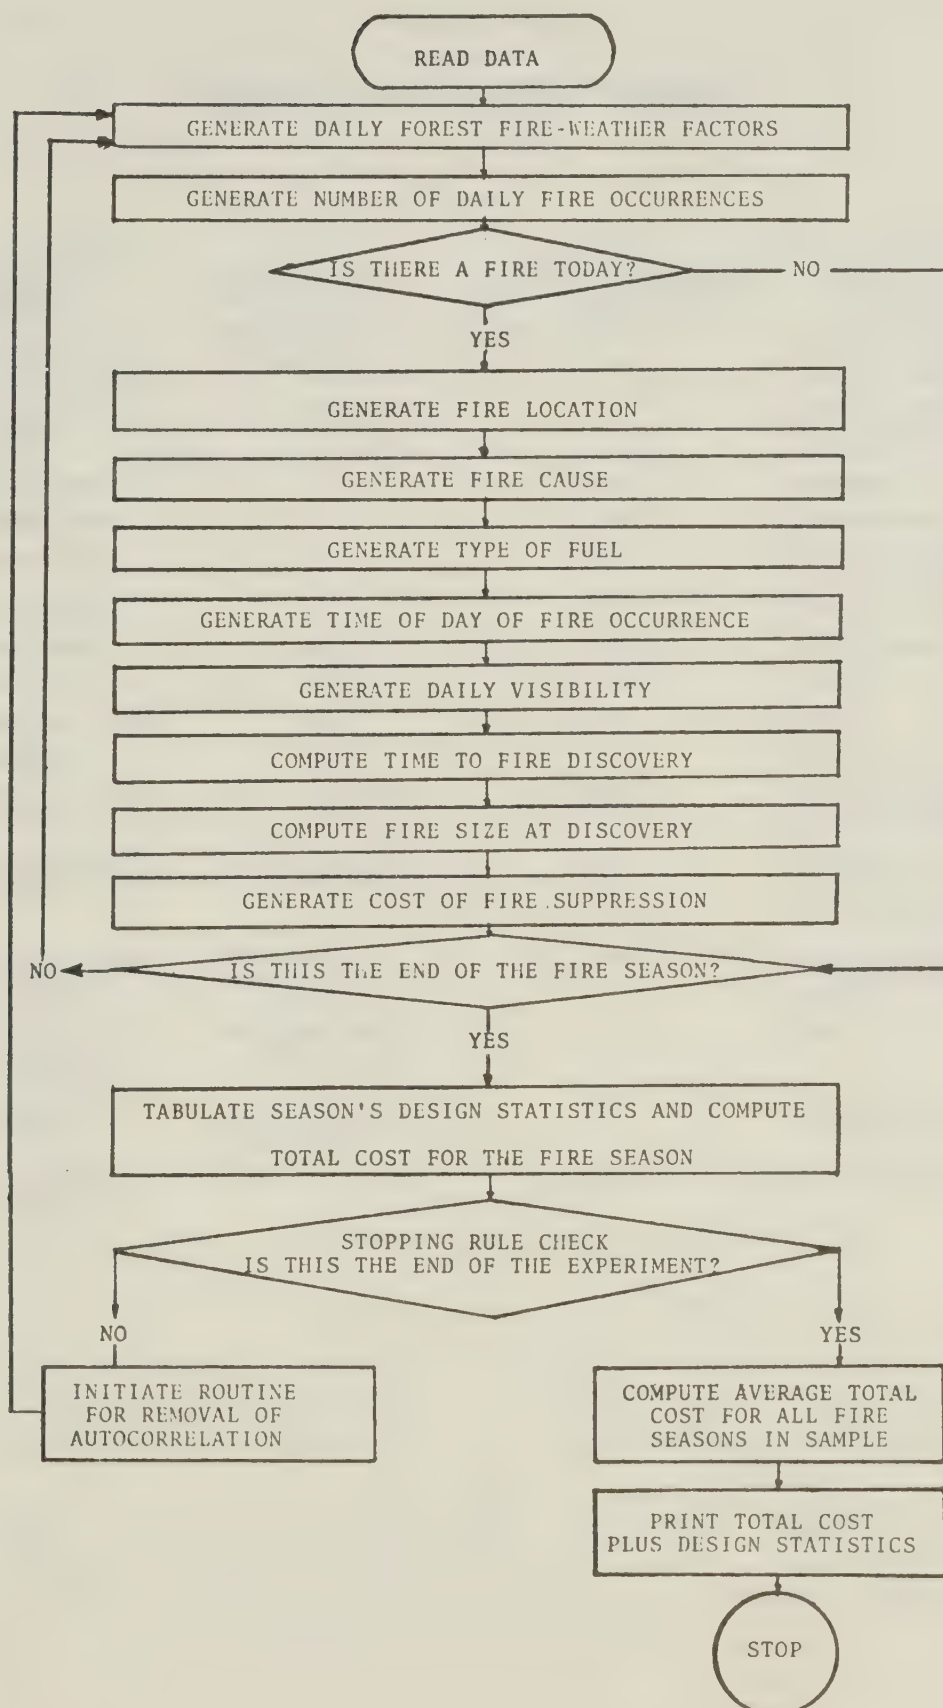 READ DATA
GENERATE DAILY FOREST FIRE-WEATHER FACTORS
GENERATE NUMBER OF DAILY FIRE OCCURRENCES
IS THERE A FIRE TODAY?
NO
YES
GENERATE FIRE LOCATION
GENERATE FIRE CAUSE
GENERATE TYPE OF FUEL
GENERATE TIME OF DAY OF FIRE OCCURRENCE
GENERATE DAILY VISIBILITY
COMPUTE TIME TO FIRE DISCOVERY
COMPUTE FIRE SIZE AT DISCOVERY
GENERATE COST OF FIRE SUPPRESSION
NO
IS THIS THE END OF THE FIRE SEASON?
YES
TABULATE SEASON'S DESIGN STATISTICS AND COMPUTE
TOTAL COST FOR THE FIRE SEASON
STOPPING RULE CHECK
IS THIS THE END OF THE EXPERIMENT?
NO
YES
INITIATE ROUTINE
FOR REMOVAL OF
AUTOCORRELATION
COMPUTE AVERAGE TOTAL
COST FOR ALL FIRE
SEASONS IN SAMPLE
PRINT TOTAL COST
PLUS DESIGN STATISTICS
STOP